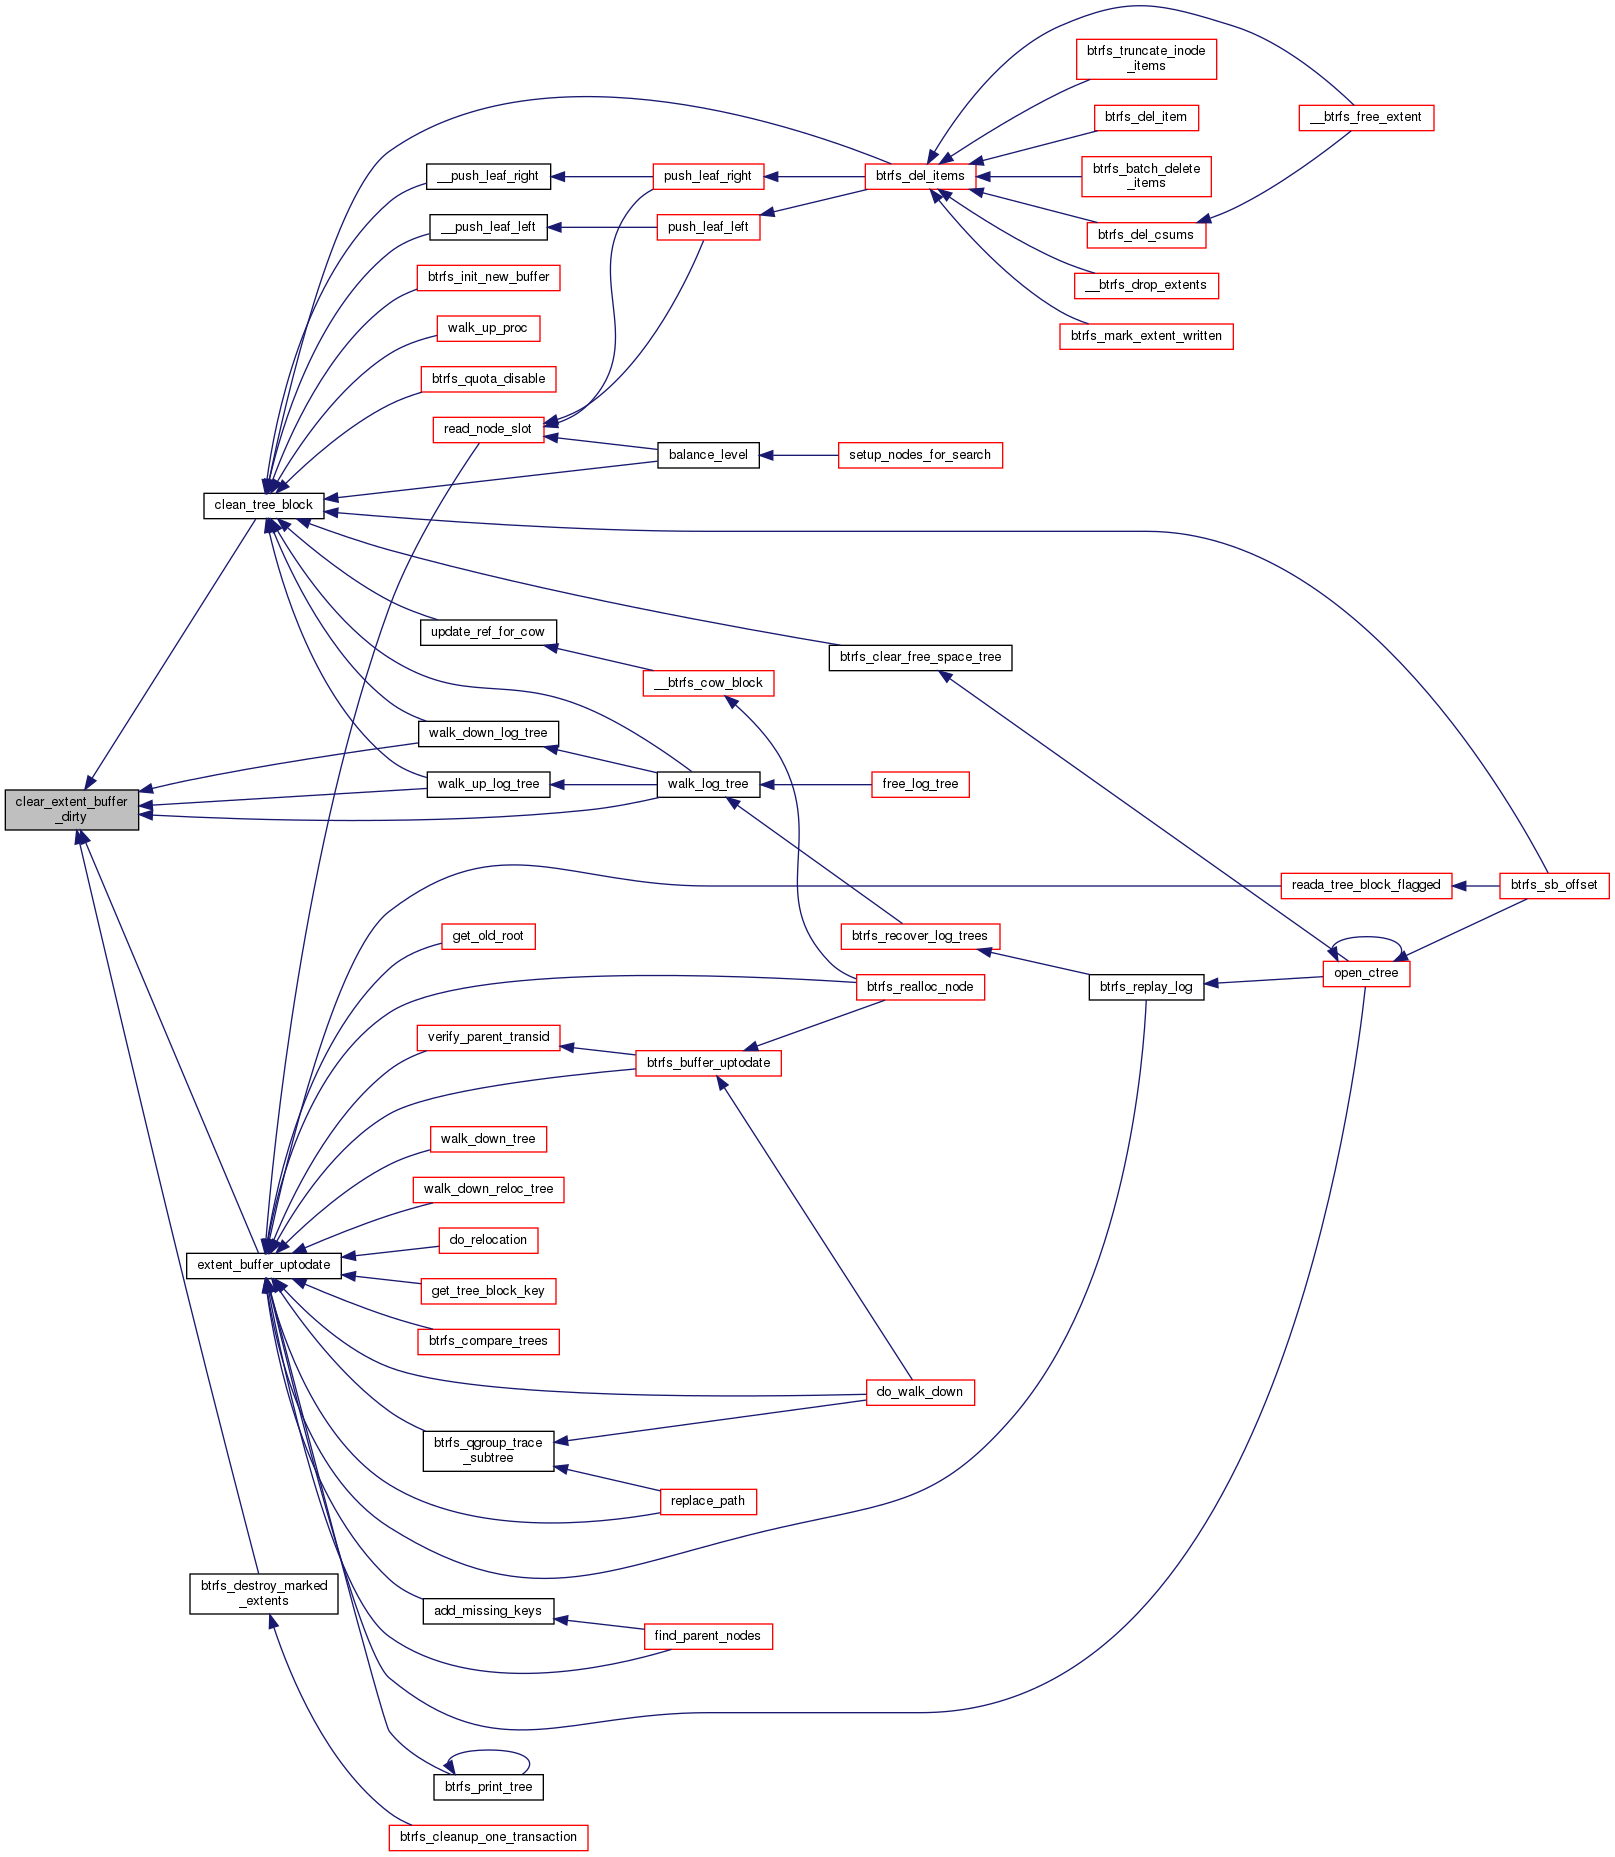 btrfs_truncate_inode
_items
btrfs_del_item
__btrfs_free_extent
__push_leaf_right
push_leaf_right
btrfs_del_items
btrfs_batch_delete
_items
__push_leaf_left
push_leaf_left
btrfs_del_csums
btrfs_init_new_buffer
__btrfs_drop_extents
walk_up_proc
btrfs_mark_extent_written
btrfs_quota_disable
read_node_slot
balance_level
setup_nodes_for_search
clean_tree_block
update_ref_for_cow
btrfs_clear_free_space_tree
__btrfs_cow_block
walk_down_log_tree
walk_up_log_tree
walk_log_tree
free_log_tree
clear_extent_buffer
_dirty
reada_tree_block_flagged
btrfs_sb_offset
get_old_root
btrfs_recover_log_trees
open_ctree
btrfs_realloc_node
btrfs_replay_log
verify_parent_transid
btrfs_buffer_uptodate
walk_down_tree
walk_down_reloc_tree
do_relocation
extent_buffer_uptodate
get_tree_block_key
btrfs_compare_trees
do_walk_down
btrfs_qgroup_trace
_subtree
replace_path
btrfs_destroy_marked
_extents
add_missing_keys
find_parent_nodes
btrfs_print_tree
btrfs_cleanup_one_transaction